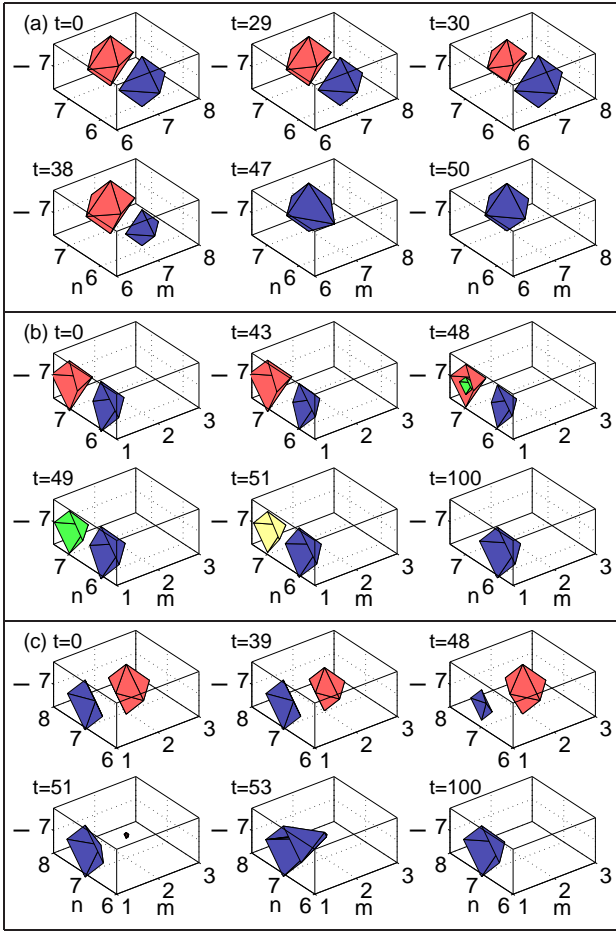 (a) t=0 t=29 t=30
l 7 l 7 l 7
7 7 8 7 7 8 7 7 8
6 6 6 6 6 6
t=38 t=47 t=50
l 7 l 7 l 7
7 7 8 7 7 8 7 7 8
n 6 6 m n 6 6 m n 6 6 m
(b) t=0 t=43 t=48
l 7 l 7 l 7
7 3 7 3 7 3
6 1 2 6 1 2 6 1 2
t=49 t=51 t=100
l 7 l 7 l 7
7 3 7 3 7 3
n 6 1 m 2 n 6 1 m 2 n 6 1 m 2
(c) t=0 t=39 t=48
l 7 l 7 l 7
8 3 8 3 8 3
7 2 7 2 7 2
6 1 6 1 6 1
t=51 t=53 t=100
l 7 l 7 l 7
8 3 8 3 8 3
7 2 7 2 7 2
n 6 1 m n 6 1 m n 6 1 m